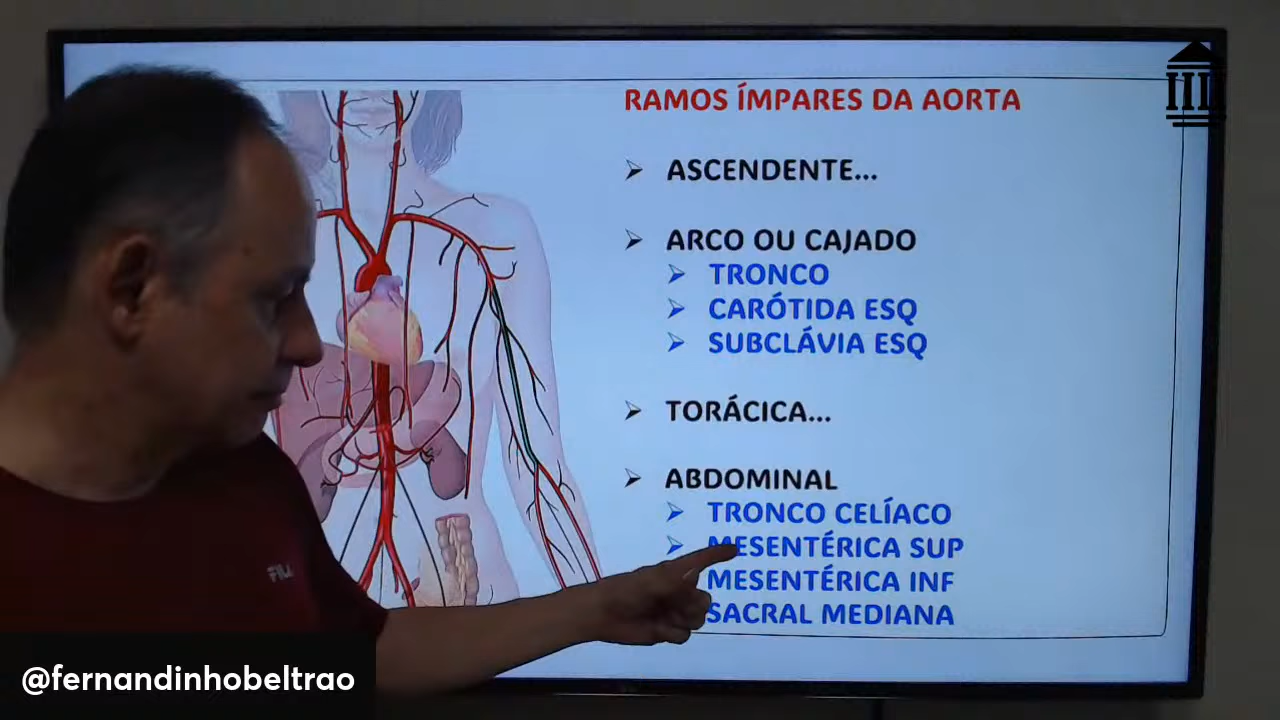 RAMOS ÍMPARES DA AORTA
ASCENDENTE...
ARCO OU CAJADO
TRONCO
CARÓTIDA ESQ
SUBCLÁVIA ESQ
TORÁCICA...
ABDOMINAL
TRONCO CELÍACO
MESENTÉRICA SUP
MESENTÉRICA INF
SACRAL MEDIANA
FILA
@fernandinhobeltrao